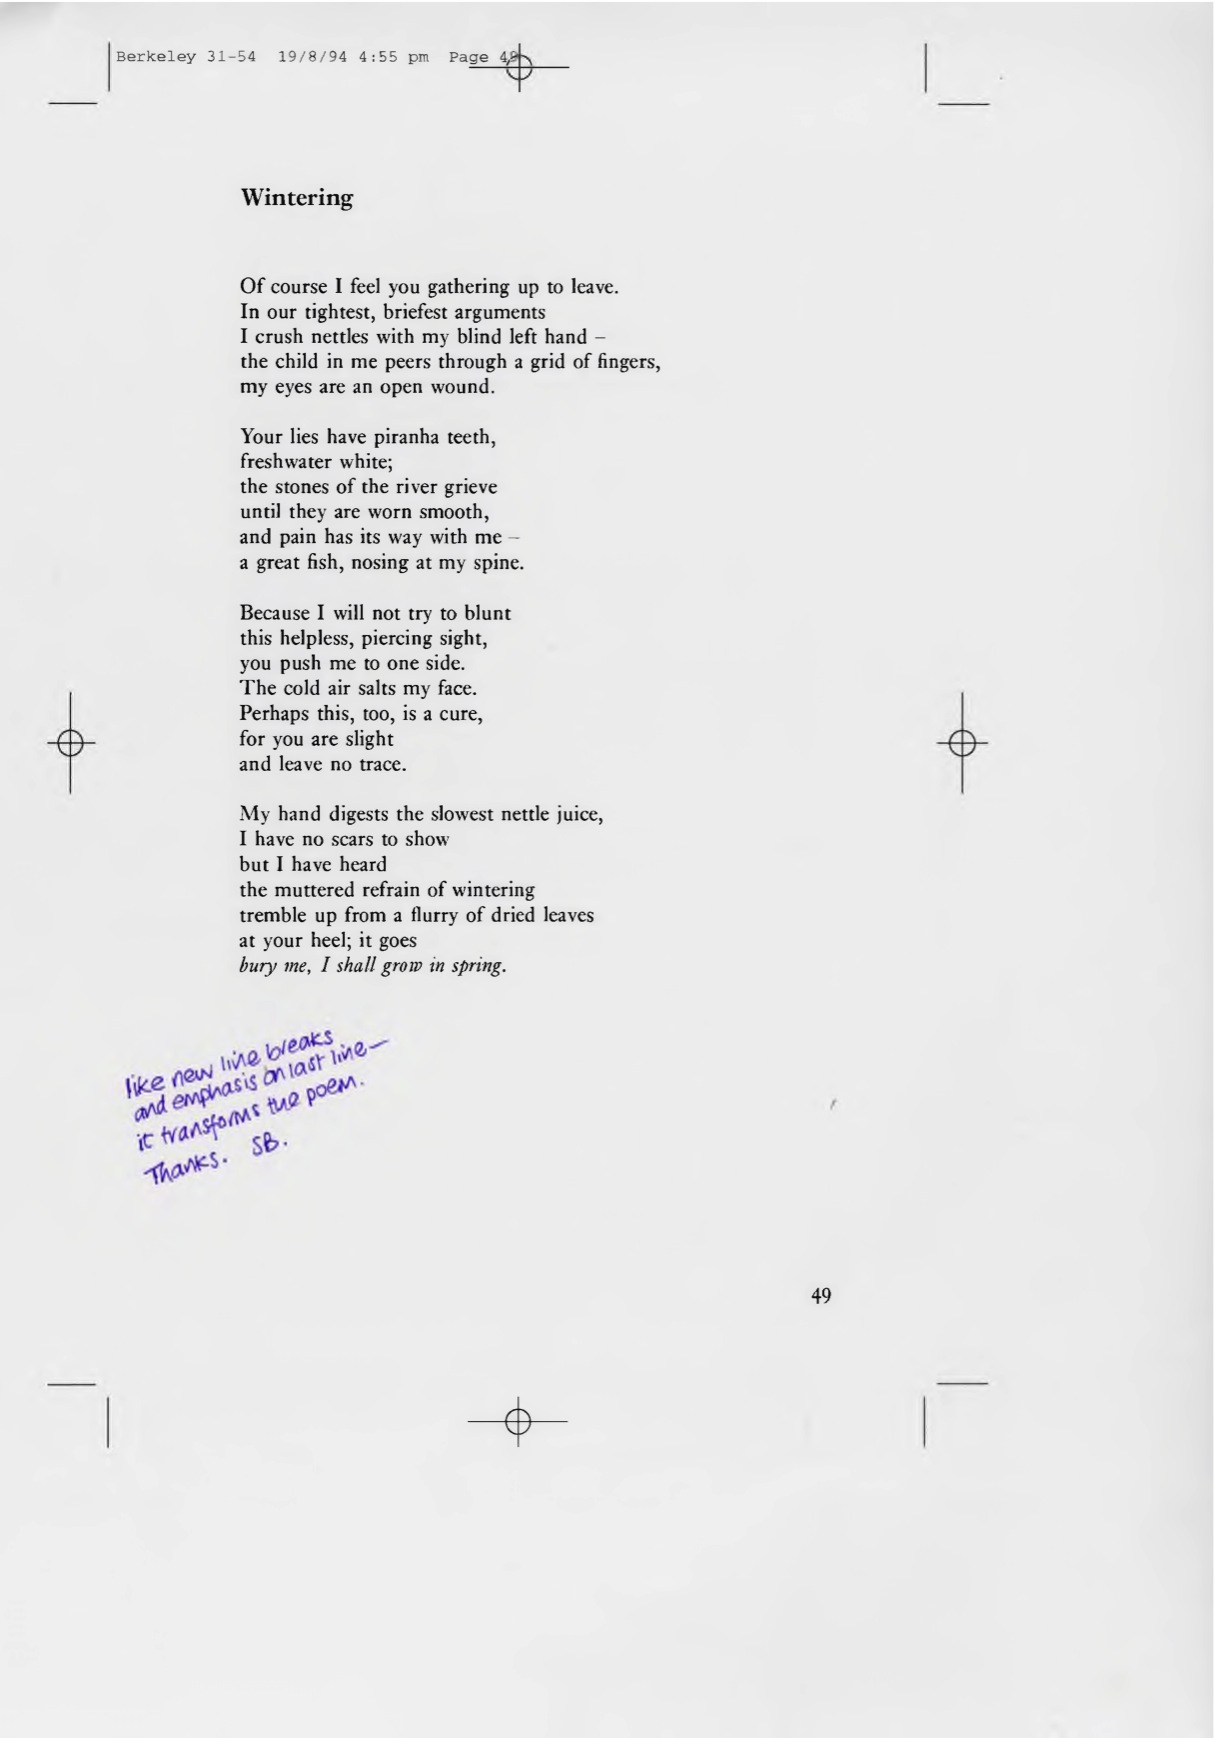 Berkeley 31-54 19/8/94 4:55 pm Page 49
Wintering
Of course I feel you gathering up to leave.
In our tightest, briefest arguments
I crush nettles with my blind left hand –
the child in me peers through a grid of fingers,
my eyes are an open wound.
Your lies have piranha teeth,
freshwater white;
the stones of the river grieve
until they are worn smooth,
and pain has its way with me –
a great fish, nosing at my spine.
Because I will not try to blunt
this helpless, piercing sight,
you push me to one side.
The cold air salts my face.
Perhaps this, too, is a cure,
for you are slight
and leave no trace.
My hand digests the slowest nettle juice,
I have no scars to show
but I have heard
the muttered refrain of wintering
tremble up from a flurry of dried leaves
at your heel; it goes
bury me, I shall grow in spring.
like new line breaks
and emphasis on last line—
it transforms the poem.
Thanks. SB.
49